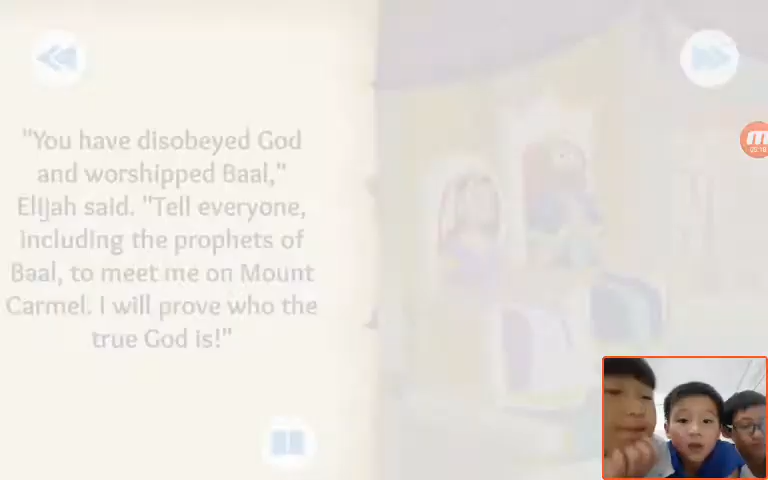 "You have disobeyed God
and worshipped Baal,"
Elijah said. "Tell everyone,
including the prophets of
Baal, to meet me on Mount
Carmel. I will prove who the
true God is!"